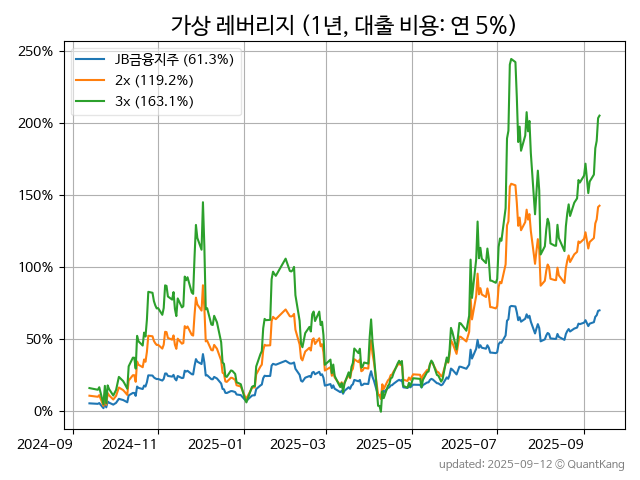 가상 레버리지 (1년, 대출 비용: 연 5%)
JB금융지주 (61.3%)
2x (119.2%)
3x (163.1%)
250%
200%
150%
100%
50%
0%
2024-09 2024-11 2025-01 2025-03 2025-05 2025-07 2025-09
updated: 2025-09-12 © QuantKang